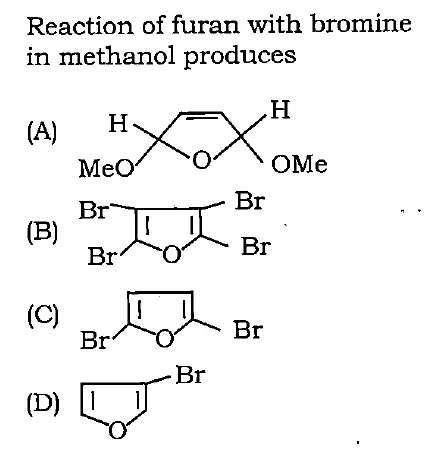 Reaction of furan with bromine
in methanol produces
(A) H H
MeO O OMe
(B) Br Br
Br O Br
(C)
Br O Br
(D) Br
O